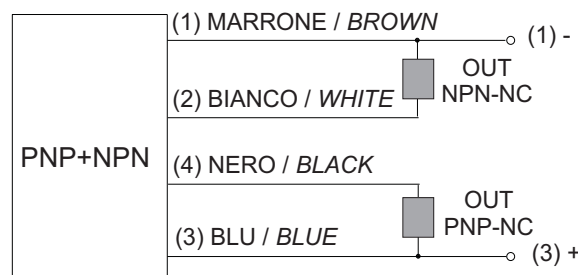 (1) MARRONE / BROWN
(1) -
OUT
NPN-NC
(2) BIANCO / WHITE
PNP+NPN
(4) NERO / BLACK
OUT
PNP-NC
(3) BLU / BLUE
(3) +